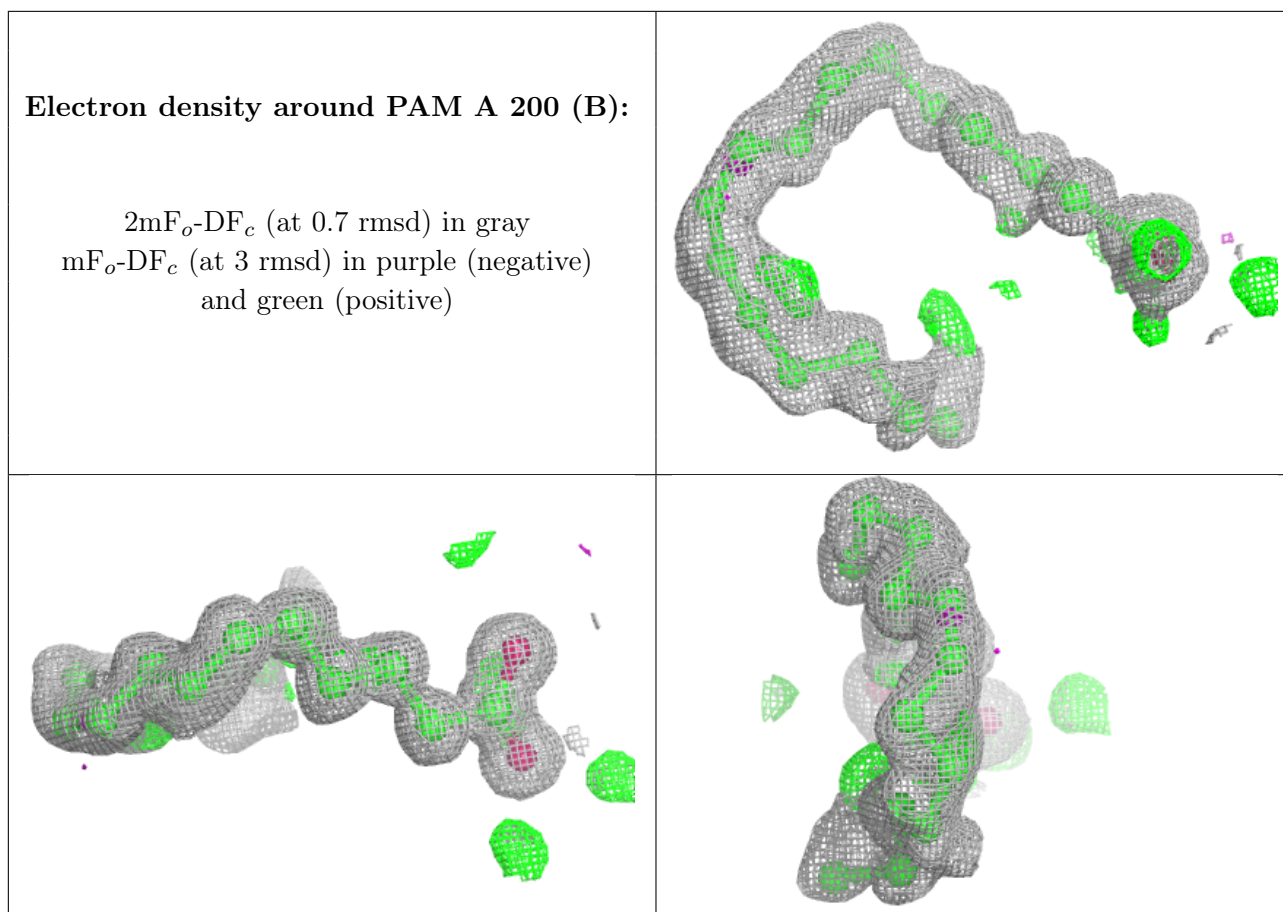 Electron density around PAM A 200 (B):
2mFo-DFc (at 0.7 rmsd) in gray
mFo-DFc (at 3 rmsd) in purple (negative)
and green (positive)